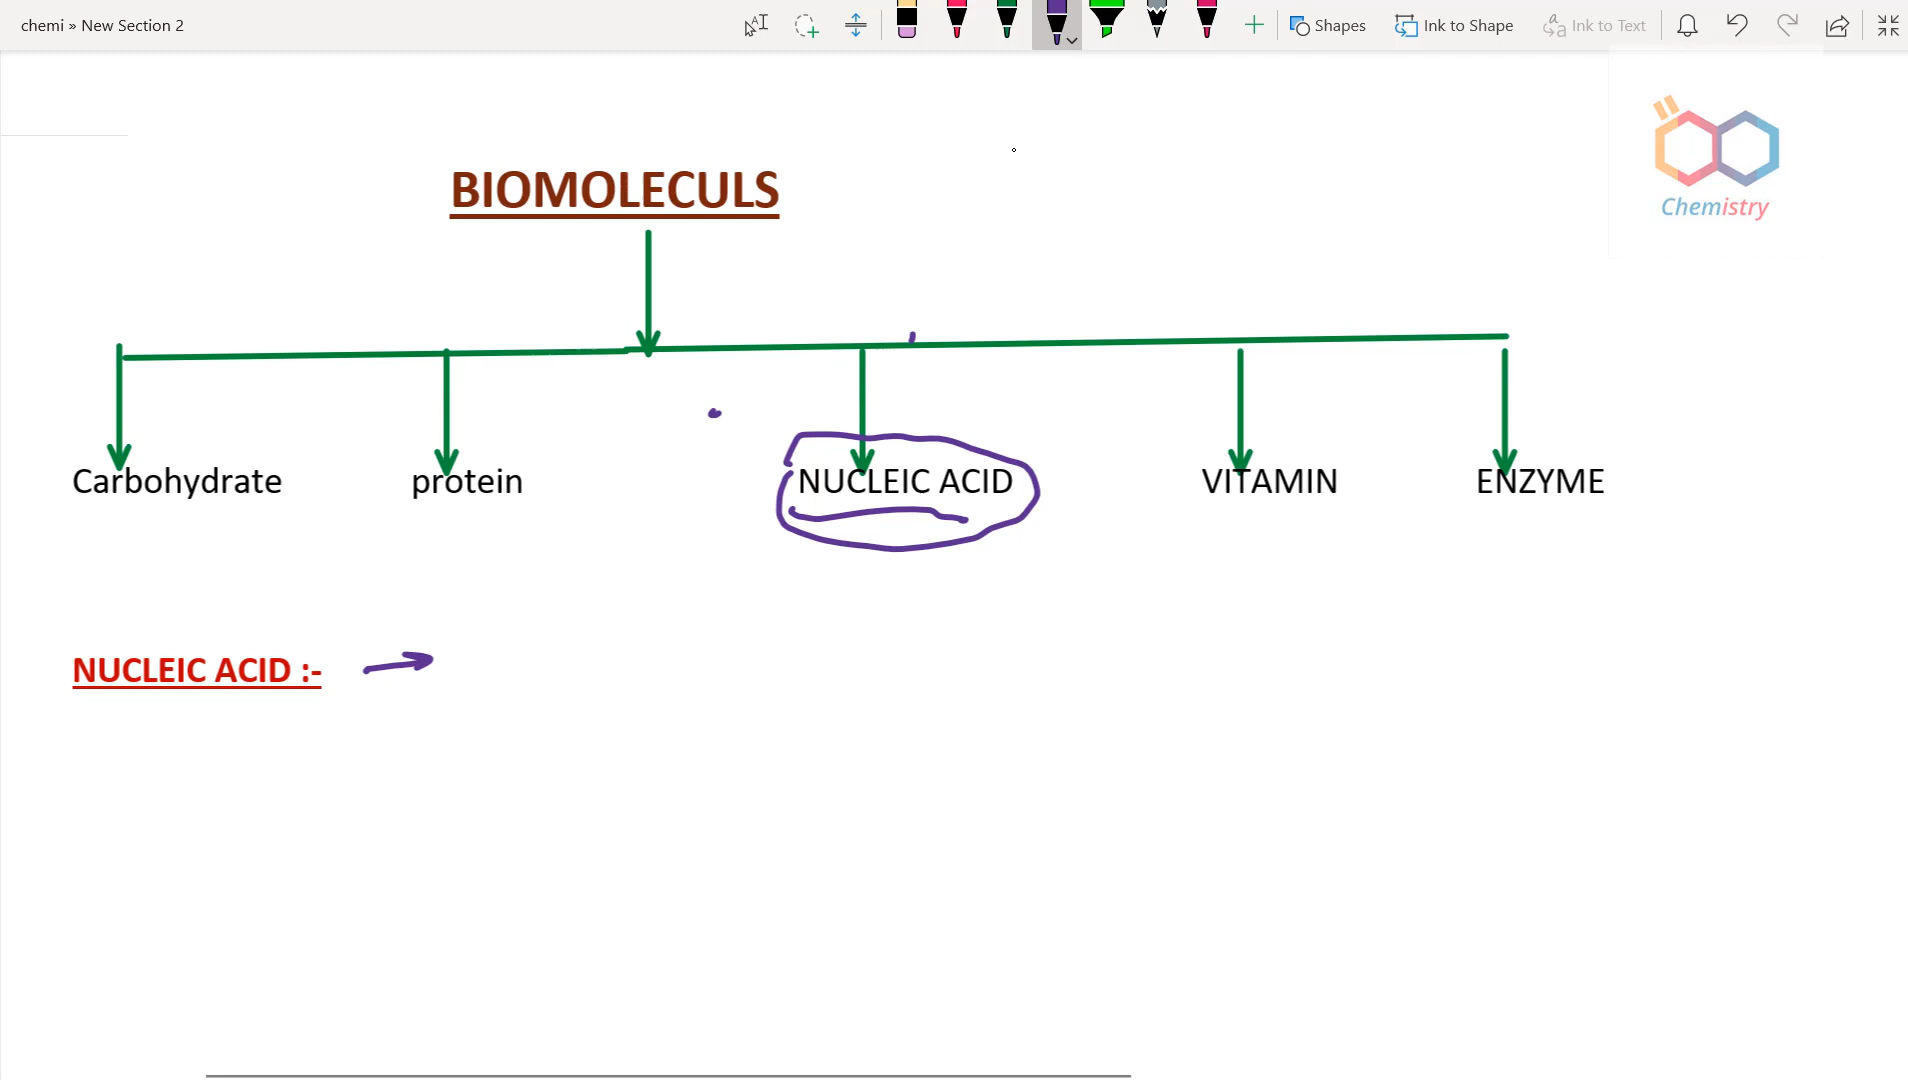 chemi » New Section 2
Shapes
Ink to Shape
Ink to Text
Chemistry
BIOMOLECULS
Carbohydrate protein NUCLEIC ACID VITAMIN ENZYME
NUCLEIC ACID :-